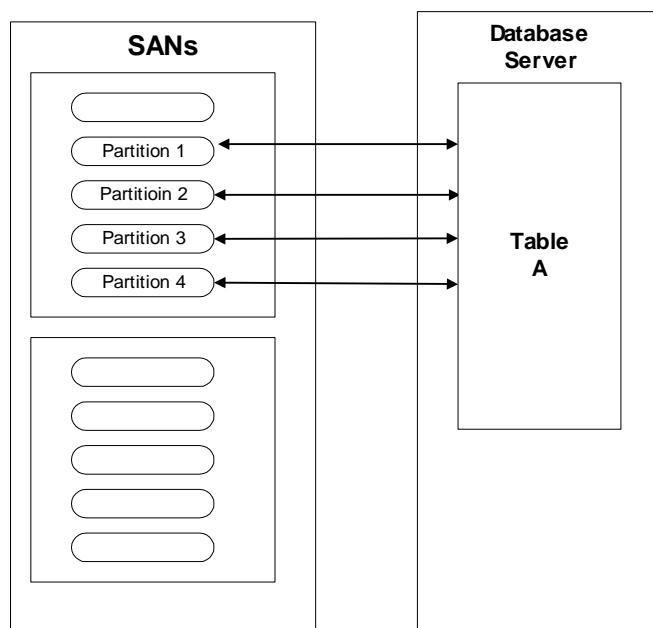 SANs
Partition 1
Partitioin 2
Partition 3
Partition 4
Database
Server
Table
A